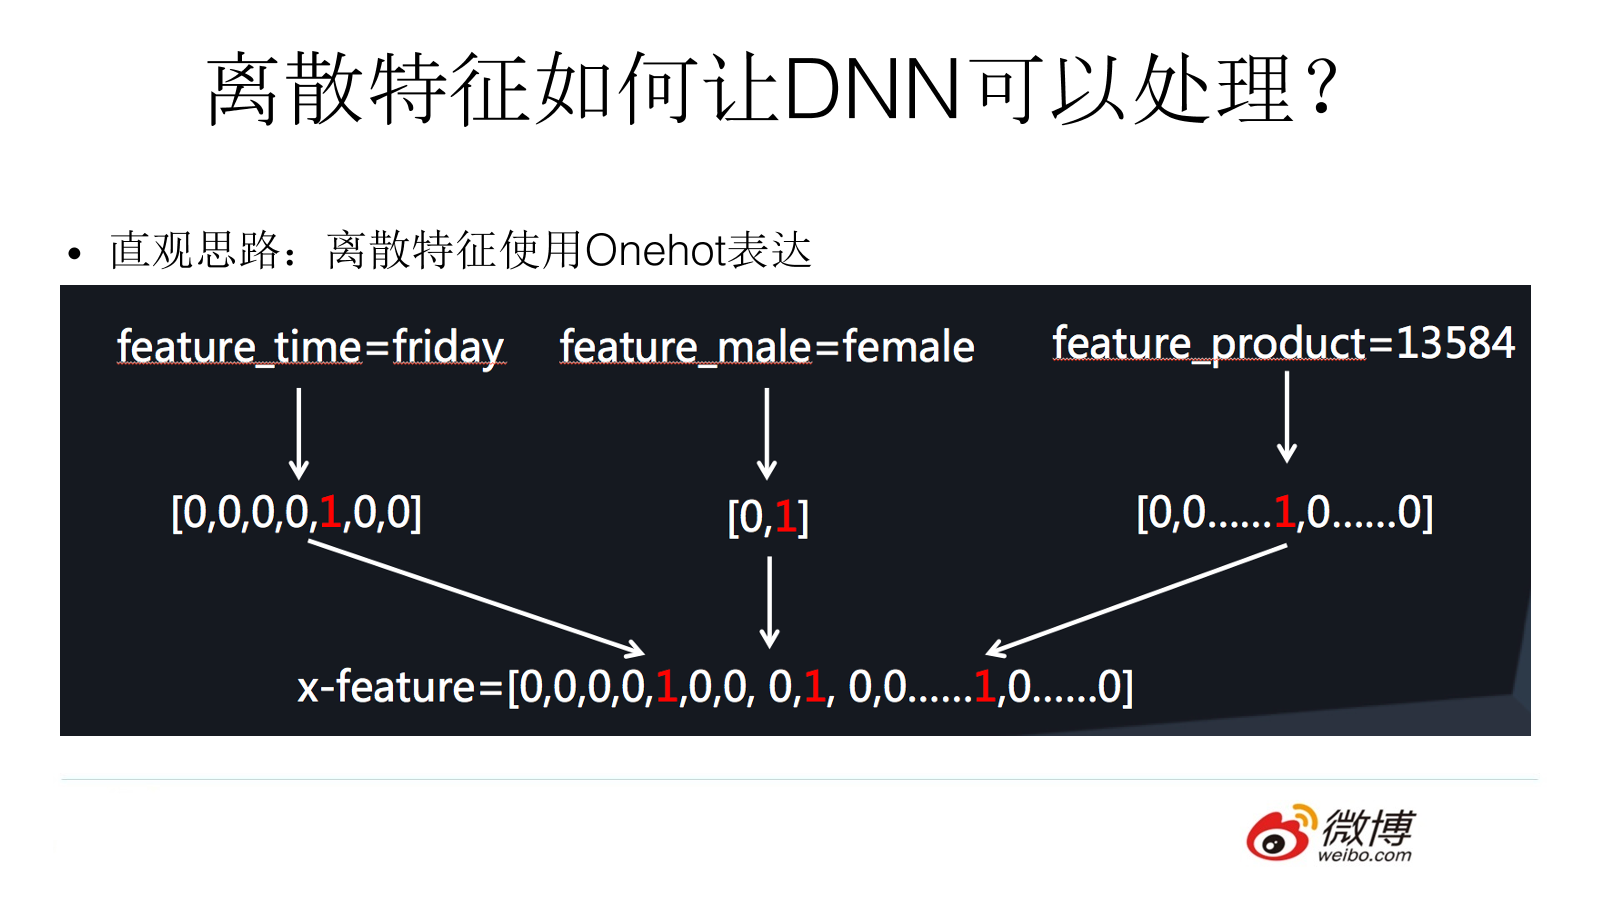 离散特征如何让DNN可以处理？
• 直观思路：离散特征使用Onehot表达
feature_time=friday feature_male=female feature_product=13584
[0,0,0,0,1,0,0] [0,1] [0,0......1,0......0]
x-feature=[0,0,0,0,1,0,0, 0,1, 0,0......1,0......0]
微博
weibo.com